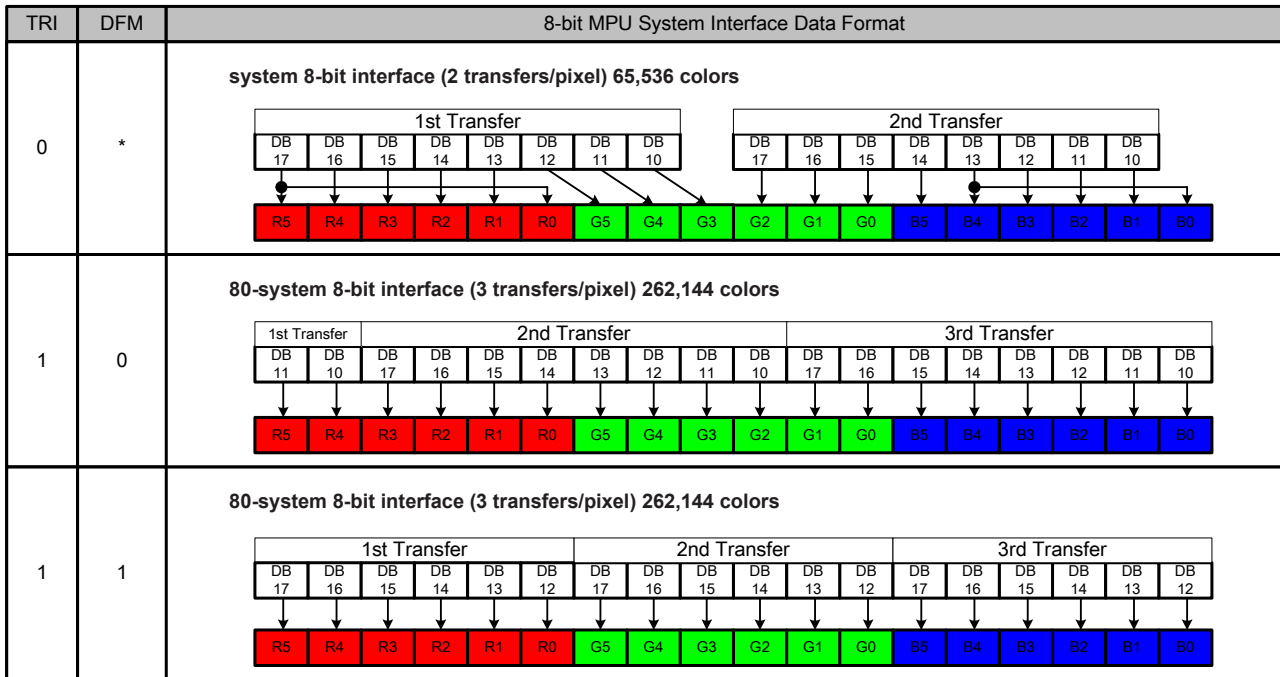 TRI DFM 8-bit MPU System Interface Data Format
system 8-bit interface (2 transfers/pixel) 65,536 colors
1st Transfer 2nd Transfer
0 *
DB DB DB DB DB DB DB DB DB DB DB DB DB DB DB DB
17 16 15 14 13 12 11 10 17 16 15 14 13 12 11 10
R5 R4 R3 R2 R1 R0 G5 G4 G3 G2 G1 G0 B5 B4 B3 B2 B1 B0
80-system 8-bit interface (3 transfers/pixel) 262,144 colors
1st Transfer 2nd Transfer 3rd Transfer
1 0
DB DB DB DB DB DB DB DB DB DB DB DB DB DB DB DB DB DB
11 10 17 16 15 14 13 12 11 10 17 16 15 14 13 12 11 10
R5 R4 R3 R2 R1 R0 G5 G4 G3 G2 G1 G0 B5 B4 B3 B2 B1 B0
80-system 8-bit interface (3 transfers/pixel) 262,144 colors
1st Transfer 2nd Transfer 3rd Transfer
1 1
DB DB DB DB DB DB DB DB DB DB DB DB DB DB DB DB DB DB
17 16 15 14 13 12 17 16 15 14 13 12 17 16 15 14 13 12
R5 R4 R3 R2 R1 R0 G5 G4 G3 G2 G1 G0 B5 B4 B3 B2 B1 B0